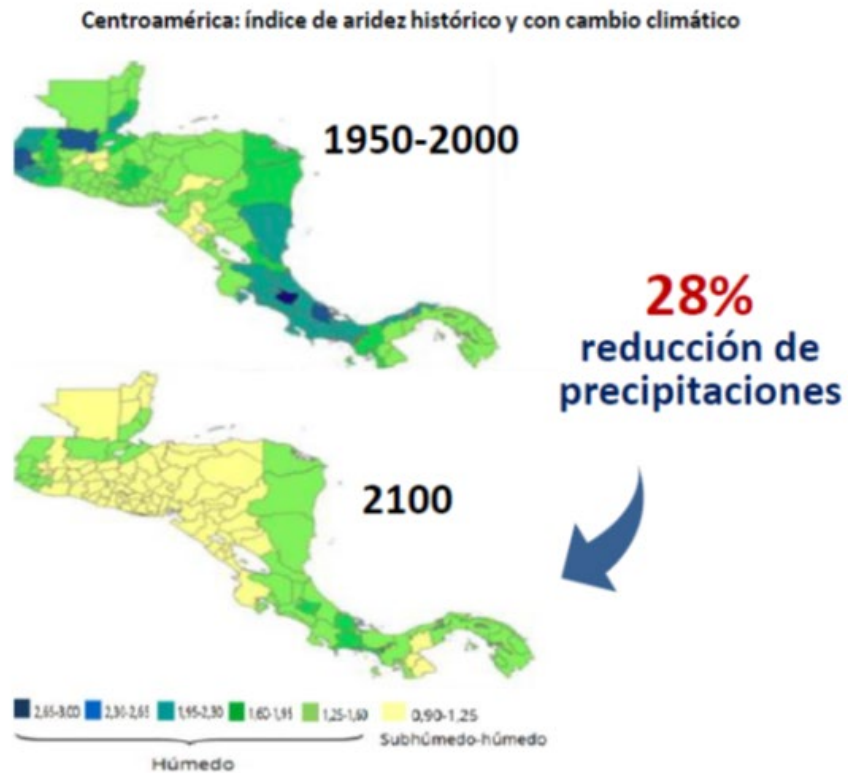 Centroamérica: índice de aridez histórico y con cambio climático
1950-2000
28%
reducción de
precipitaciones
2100
2,65-3,00 2,30-2,65 1,95-2,30 1,60-1,95 1,25-1,60 0,90-1,25
Subhúmedo-húmedo
Húmedo